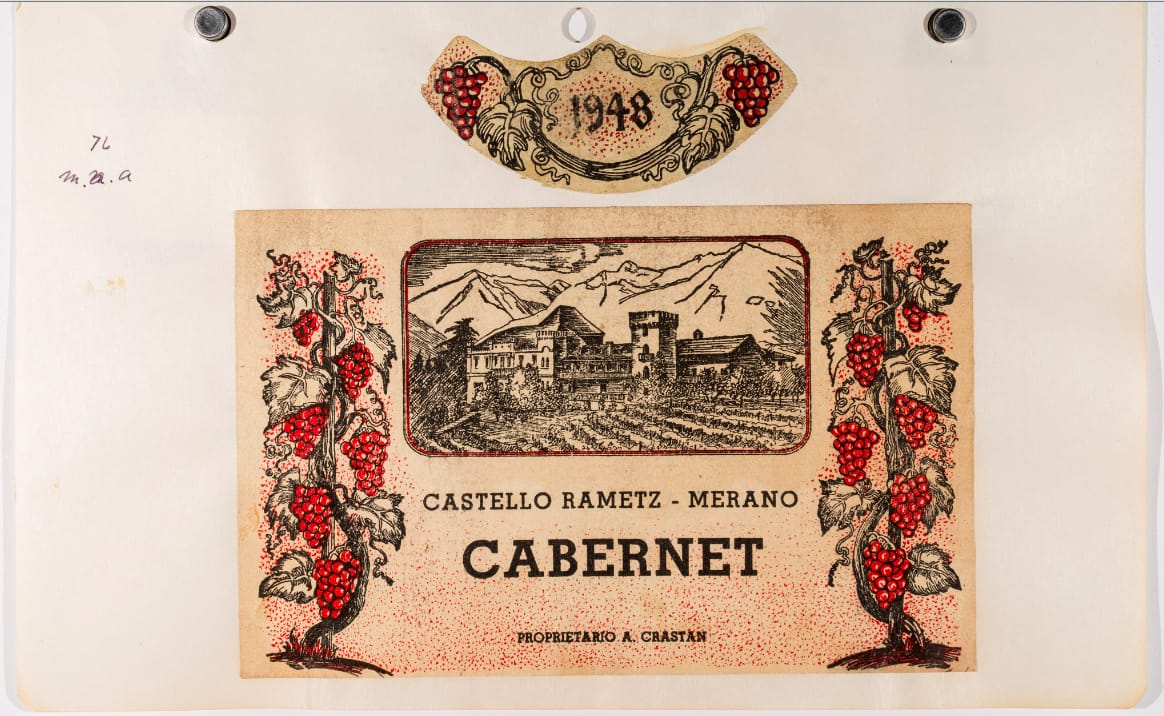 1948
m.a.a
CASTELLO RAMETZ - MERANO
CABERNET
PROPRIETARIO A. CRASTAN